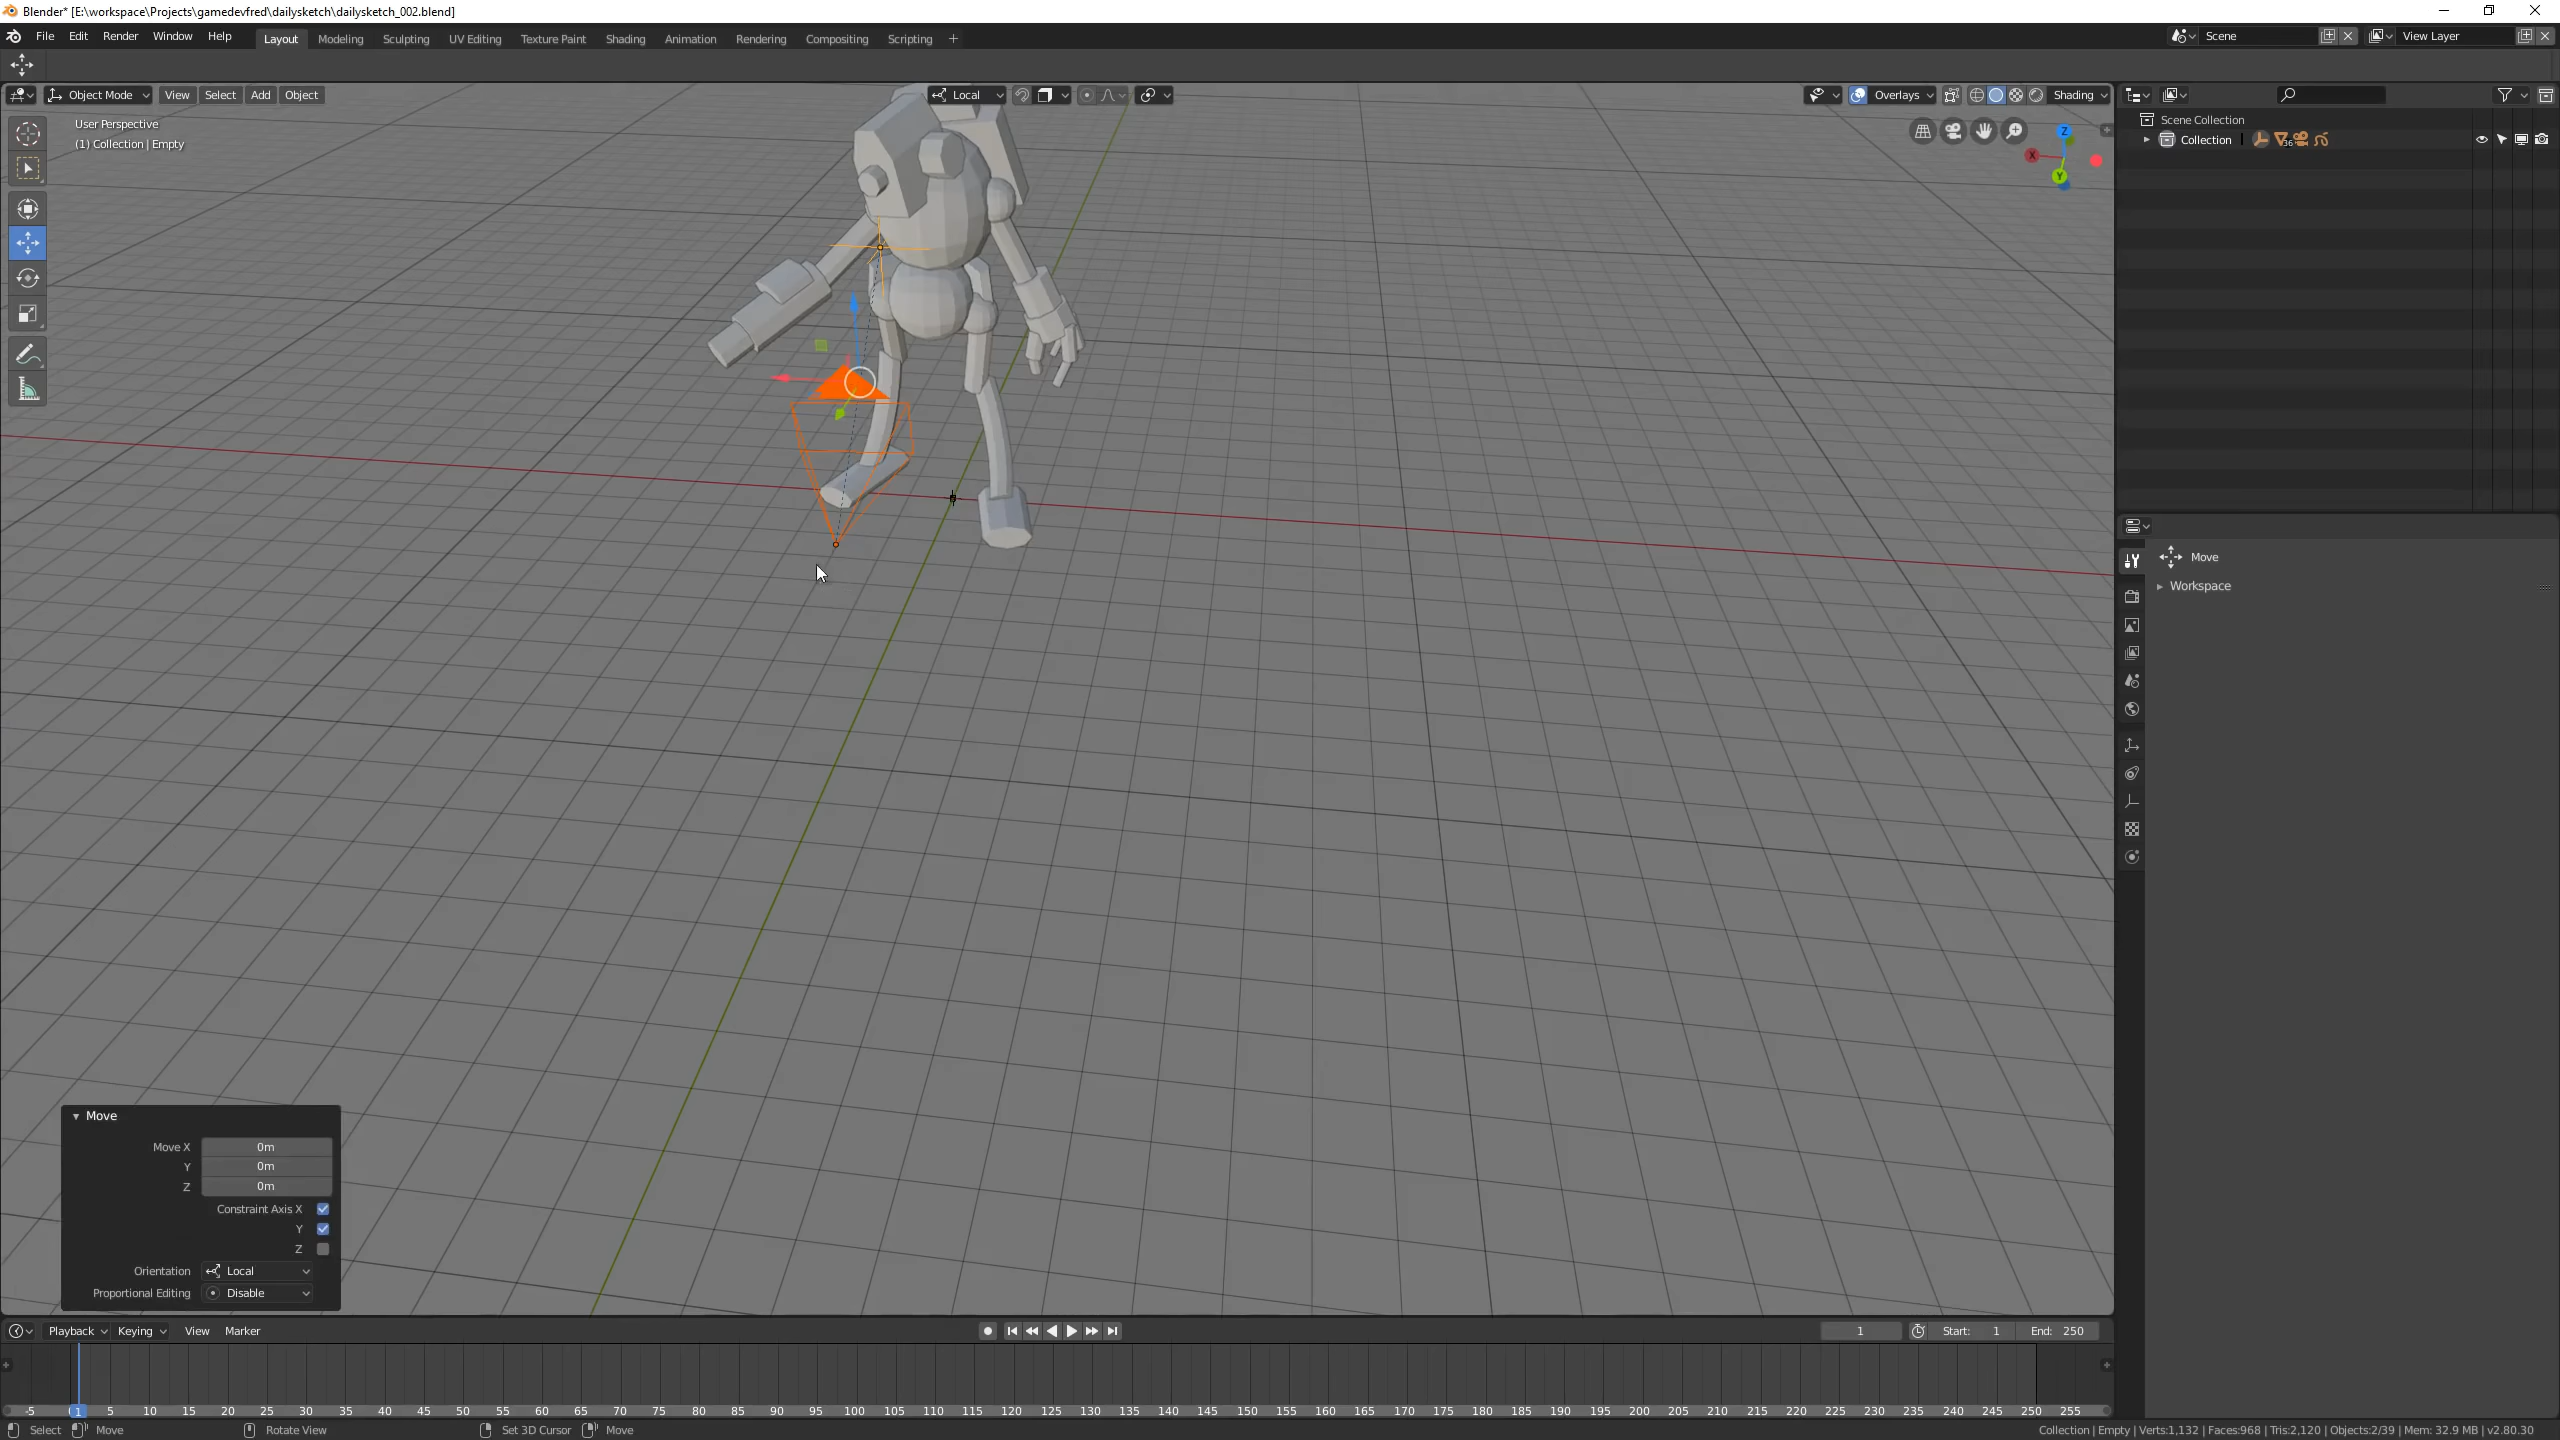 Blender* [E:\workspace\Projects\gamedevfred\dailysketch\dailysketch_002.blend]
File Edit Render Window Help Layout Modeling Sculpting UV Editing Texture Paint Shading Animation Rendering Compositing Scripting Scene View Layer
Object Mode View Select Add Object Local Overlays Shading
User Perspective
(1) Collection | Empty
Z
X
Y
Scene Collection
Collection
36
Move
Workspace
Move
Move X 0m
Y 0m
Z 0m
Constraint Axis X
Y
Z
Orientation Local
Proportional Editing Disable
Playback Keying View Marker 1 Start: 1 End: 250
-5 1 5 10 15 20 25 30 35 40 45 50 55 60 65 70 75 80 85 90 95 100 105 110 115 120 125 130 135 140 145 150 155 160 165 170 175 180 185 190 195 200 205 210 215 220 225 230 235 240 245 250 255
Select Move Rotate View Set 3D Cursor Move Collection | Empty | Verts:1,132 | Faces:968 | Tris:2,120 | Objects:2/39 | Mem: 32.9 MB | v2.80.30